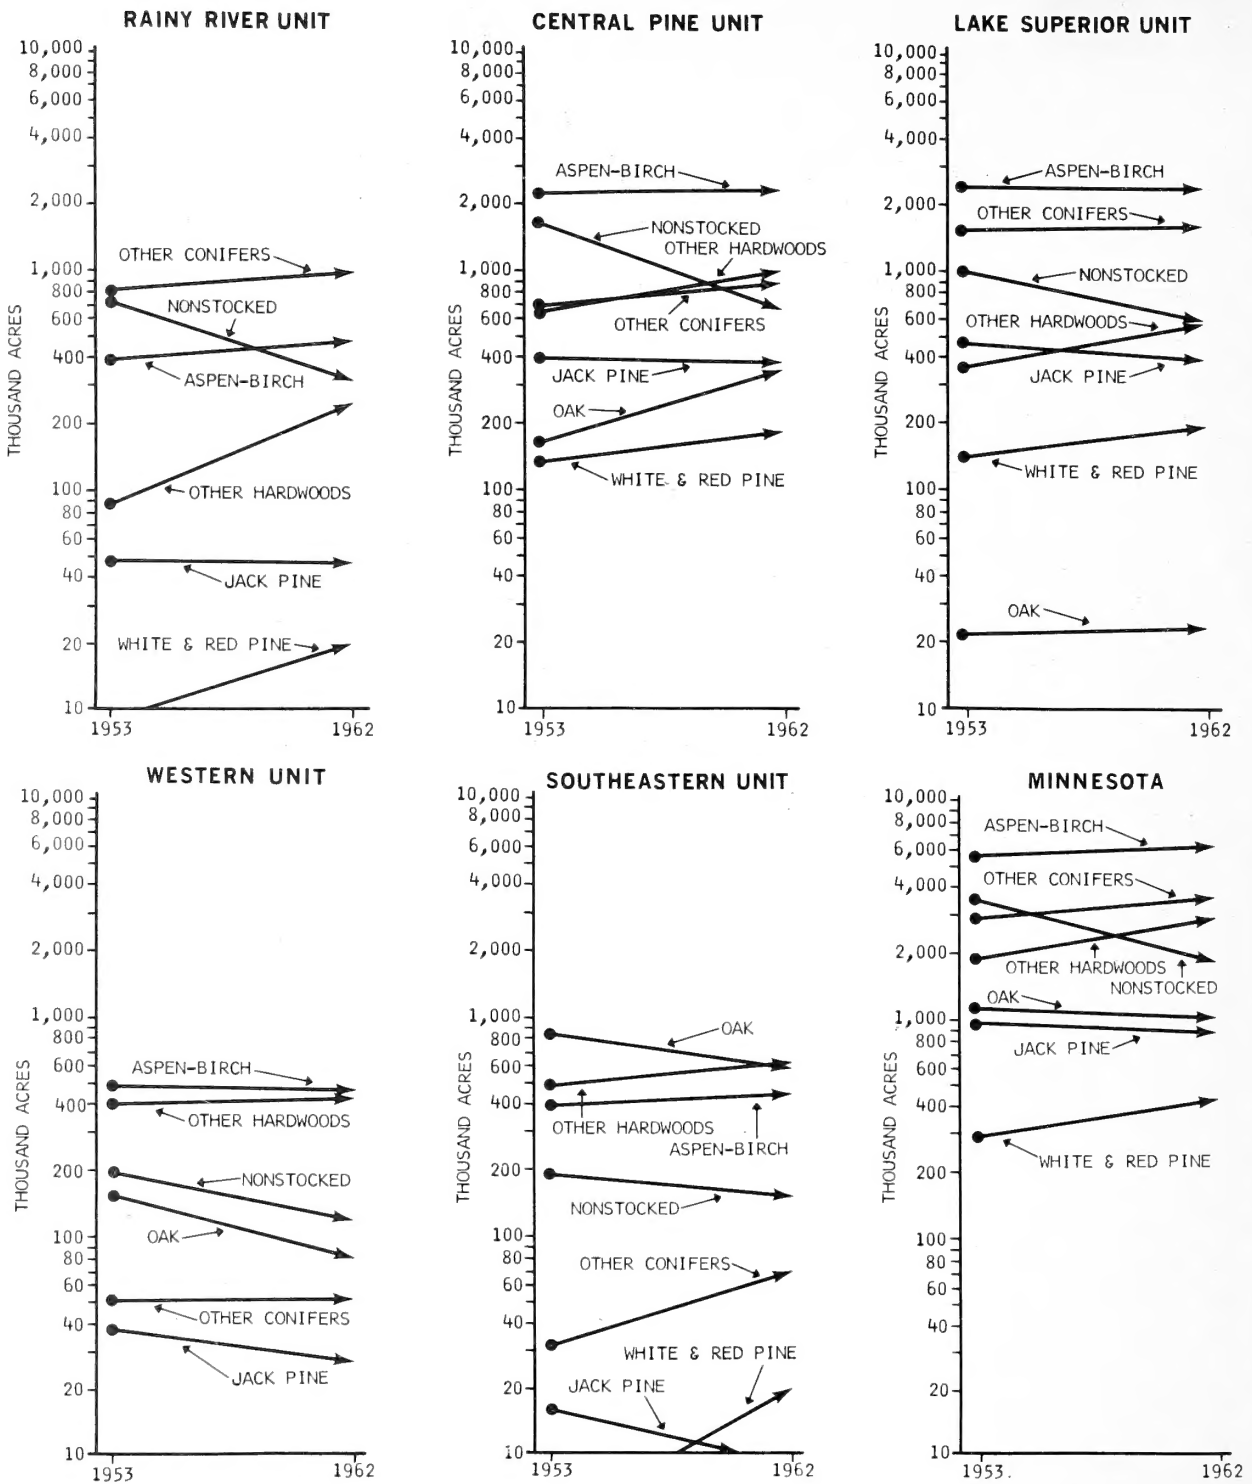 RAINY RIVER UNIT
10,000
8,000
6,000
4,000
2,000
1,000
800
600
400
200
100
80
60
40
20
10
THOUSAND ACRES
OTHER CONIFERS
NONSTOCKED
ASPEN-BIRCH
OTHER HARDWOODS
JACK PINE
WHITE & RED PINE
1953
1962
CENTRAL PINE UNIT
10,000
8,000
6,000
4,000
2,000
1,000
800
600
400
200
100
80
60
40
20
10
THOUSAND ACRES
ASPEN-BIRCH
NONSTOCKED
OTHER HARDWOODS
OTHER CONIFERS
JACK PINE
OAK
WHITE & RED PINE
1953
1962
LAKE SUPERIOR UNIT
10,000
8,000
6,000
4,000
2,000
1,000
800
600
400
200
100
80
60
40
20
10
THOUSAND ACRES
ASPEN-BIRCH
OTHER CONIFERS
NONSTOCKED
OTHER HARDWOODS
JACK PINE
WHITE & RED PINE
OAK
1953
1962
WESTERN UNIT
10,000
8,000
6,000
4,000
2,000
1,000
800
600
400
200
100
80
60
40
20
10
THOUSAND ACRES
ASPEN-BIRCH
OTHER HARDWOODS
NONSTOCKED
OAK
OTHER CONIFERS
JACK PINE
1953
1962
SOUTHEASTERN UNIT
10,000
8,000
6,000
4,000
2,000
1,000
800
600
400
200
100
80
60
40
20
10
THOUSAND ACRES
OAK
OTHER HARDWOODS
ASPEN-BIRCH
NONSTOCKED
OTHER CONIFERS
WHITE & RED PINE
JACK PINE
1953
1962
MINNESOTA
10,000
8,000
6,000
4,000
2,000
1,000
800
600
400
200
100
80
60
40
20
10
THOUSAND ACRES
ASPEN-BIRCH
OTHER CONIFERS
OTHER HARDWOODS
NONSTOCKED
OAK
JACK PINE
WHITE & RED PINE
1953.
1962